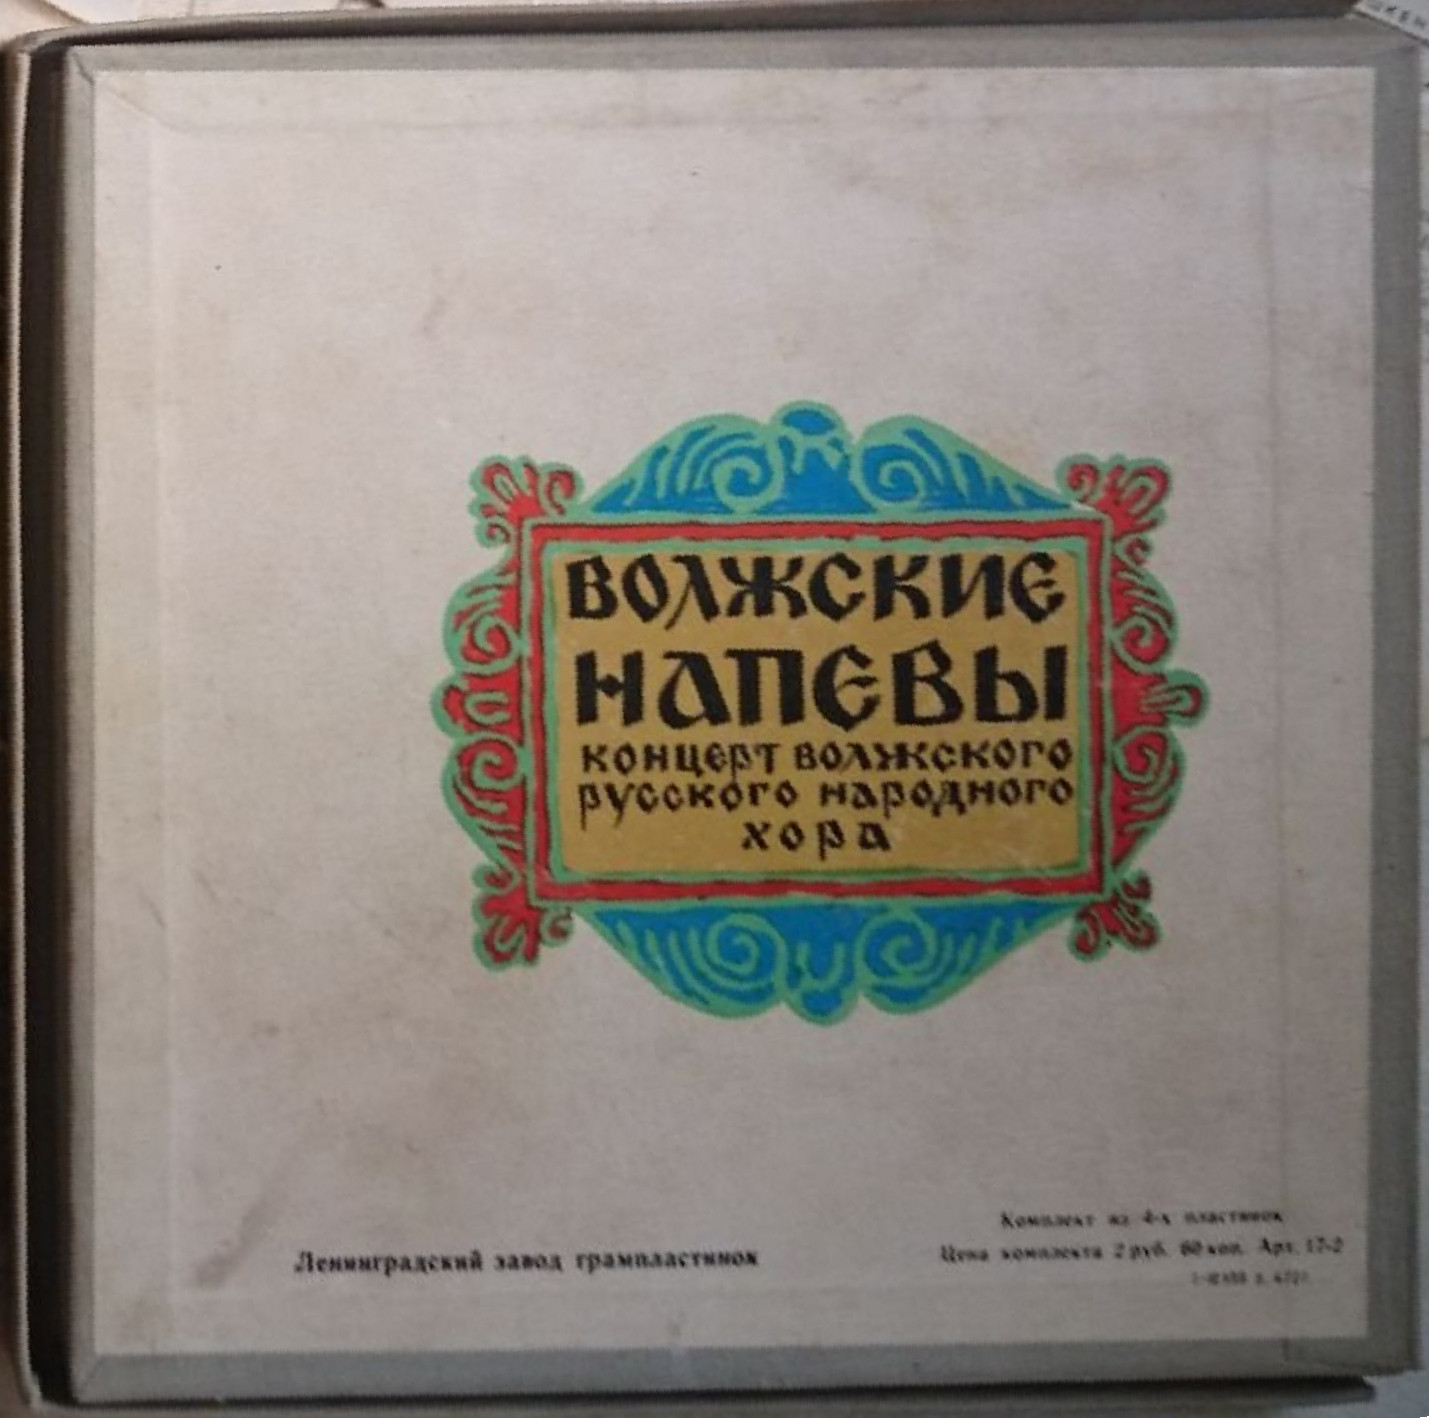 ВОЛЖСКИЕ
НАПЕВЫ
концерт волжского
русского народного
хора
Комплект из 4-х пластинок
Ленинградский завод грампластинок
Цена комплекта 2 руб. 60 коп. Арт. 17-2